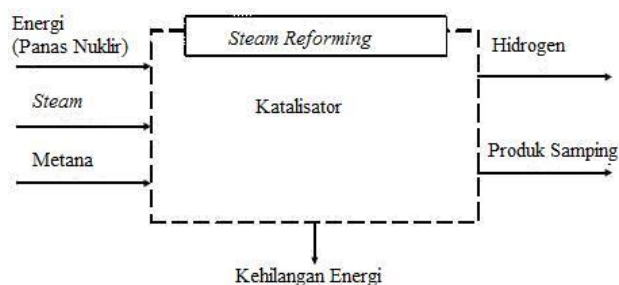 Energi
(Panas Nuklir)
Steam Reforming
Hidrogen
Steam
Katalisator
Metana
Produk Samping
Kehilangan Energi